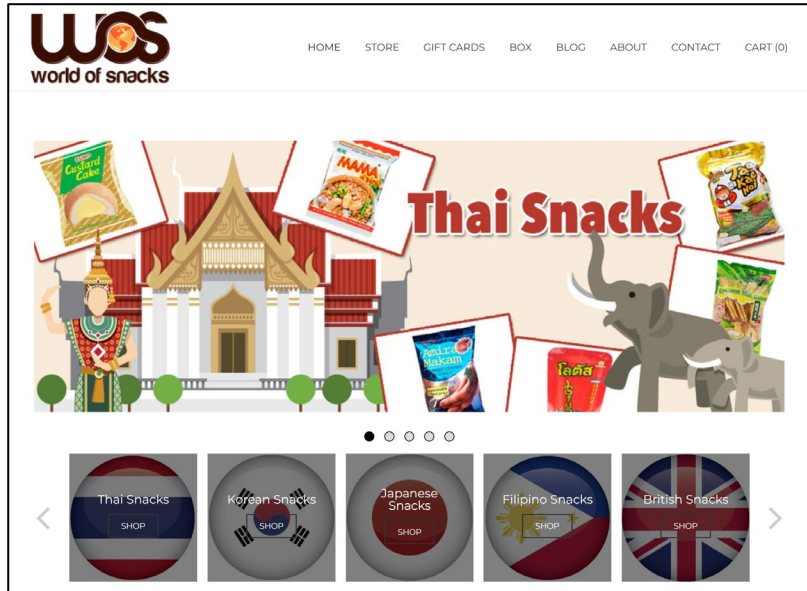 WOS
world of snacks
HOME STORE GIFT CARDS BOX BLOG ABOUT CONTACT CART (0)
Custard
Cake
MAMA
Thai Snacks
Tao
Kae
Noi
Amira
Makam
โลตัส
Thai Snacks
SHOP
Korean Snacks
SHOP
Japanese
Snacks
SHOP
Filipino Snacks
SHOP
British Snacks
SHOP